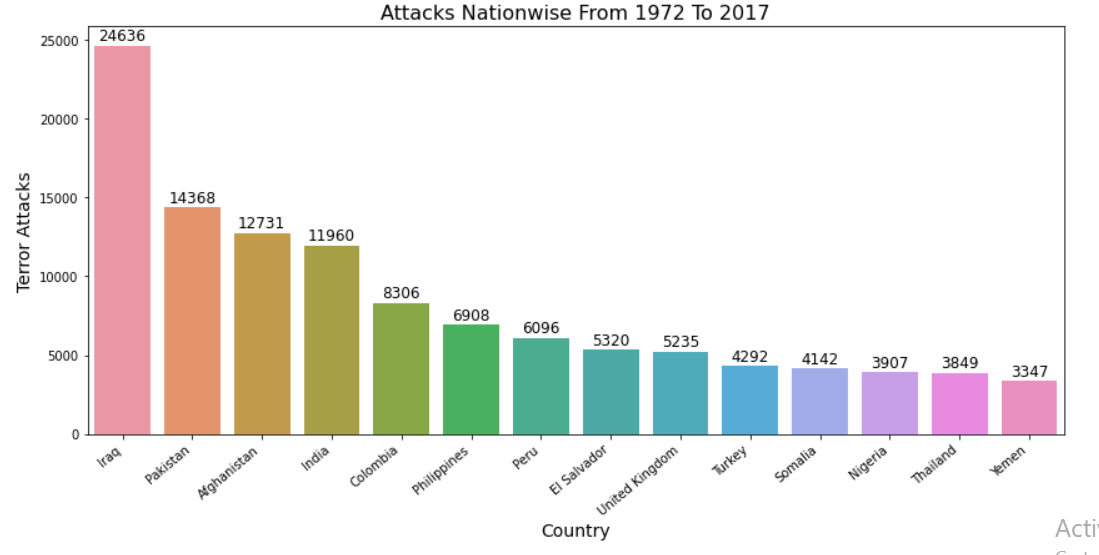 Attacks Nationwise From 1972 To 2017
Terror Attacks
25000
20000
15000
10000
5000
0
24636
14368
12731
11960
8306
6908
6096
5320
5235
4292
4142
3907
3849
3347
Iraq
Pakistan
Afghanistan
India
Colombia
Philippines
Peru
El Salvador
United Kingdom
Turkey
Somalia
Nigeria
Thailand
Yemen
Country
Activ